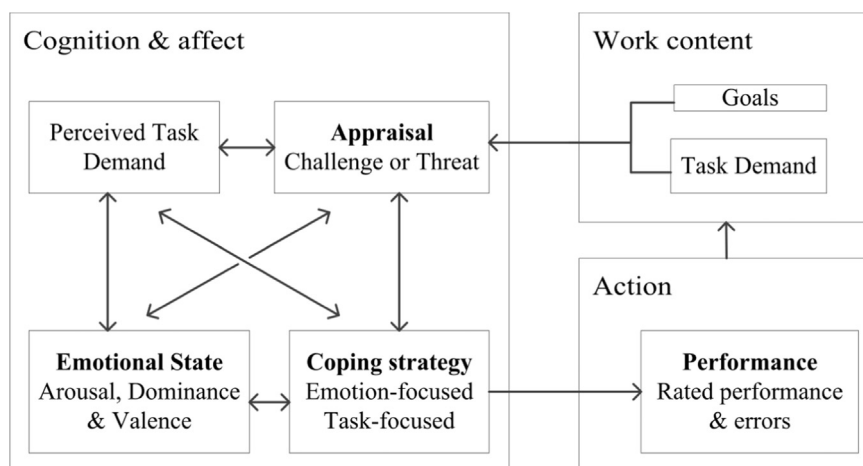 Cognition & affect
Perceived Task
Demand
Appraisal
Challenge or Threat
Emotional State
Arousal, Dominance
& Valence
Coping strategy
Emotion-focused
Task-focused
Work content
Goals
Task Demand
Action
Performance
Rated performance
& errors